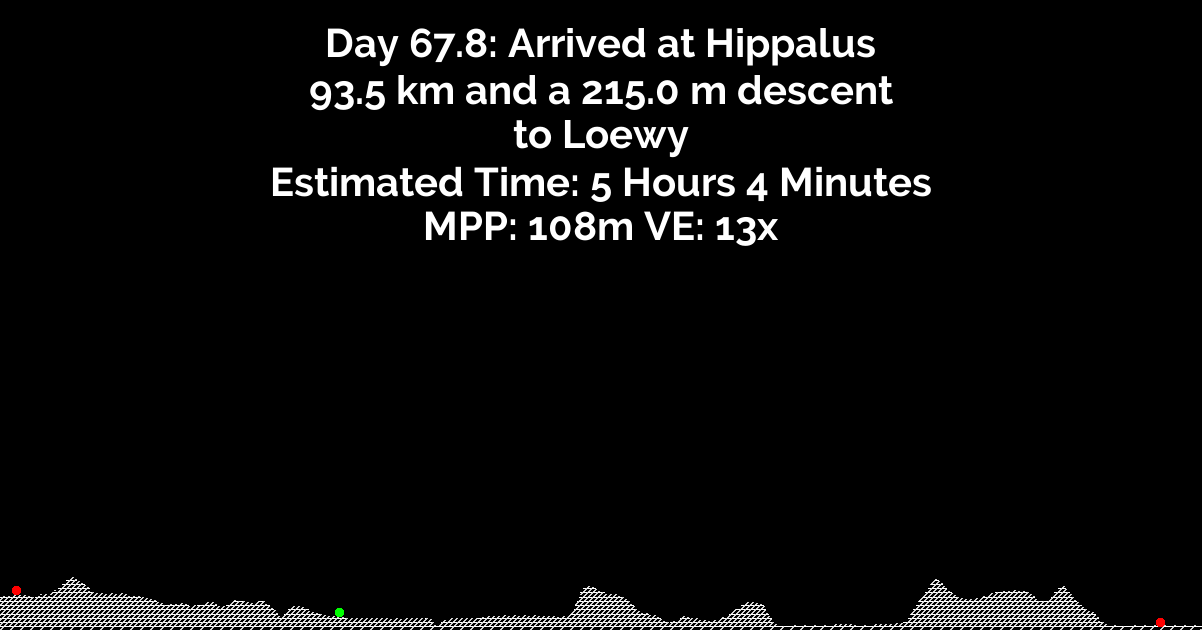 Day 67.8: Arrived at Hippalus
93.5 km and a 215.0 m descent
to Loewy
Estimated Time: 5 Hours 4 Minutes
MPP: 108m VE: 13x